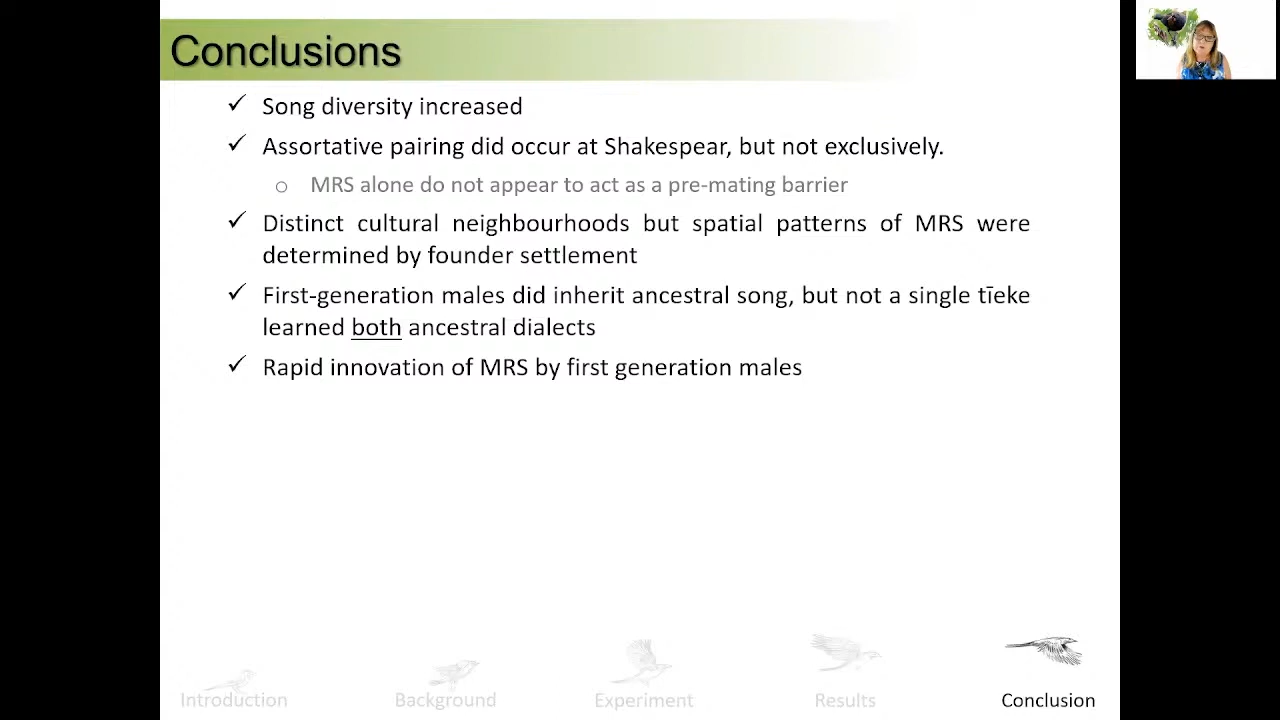 Conclusions
✓ Song diversity increased
✓ Assortative pairing did occur at Shakespear, but not exclusively.
o MRS alone do not appear to act as a pre-mating barrier
✓ Distinct cultural neighbourhoods but spatial patterns of MRS were
determined by founder settlement
✓ First-generation males did inherit ancestral song, but not a single tīeke
learned both ancestral dialects
✓ Rapid innovation of MRS by first generation males
Introduction Background Experiment Results Conclusion